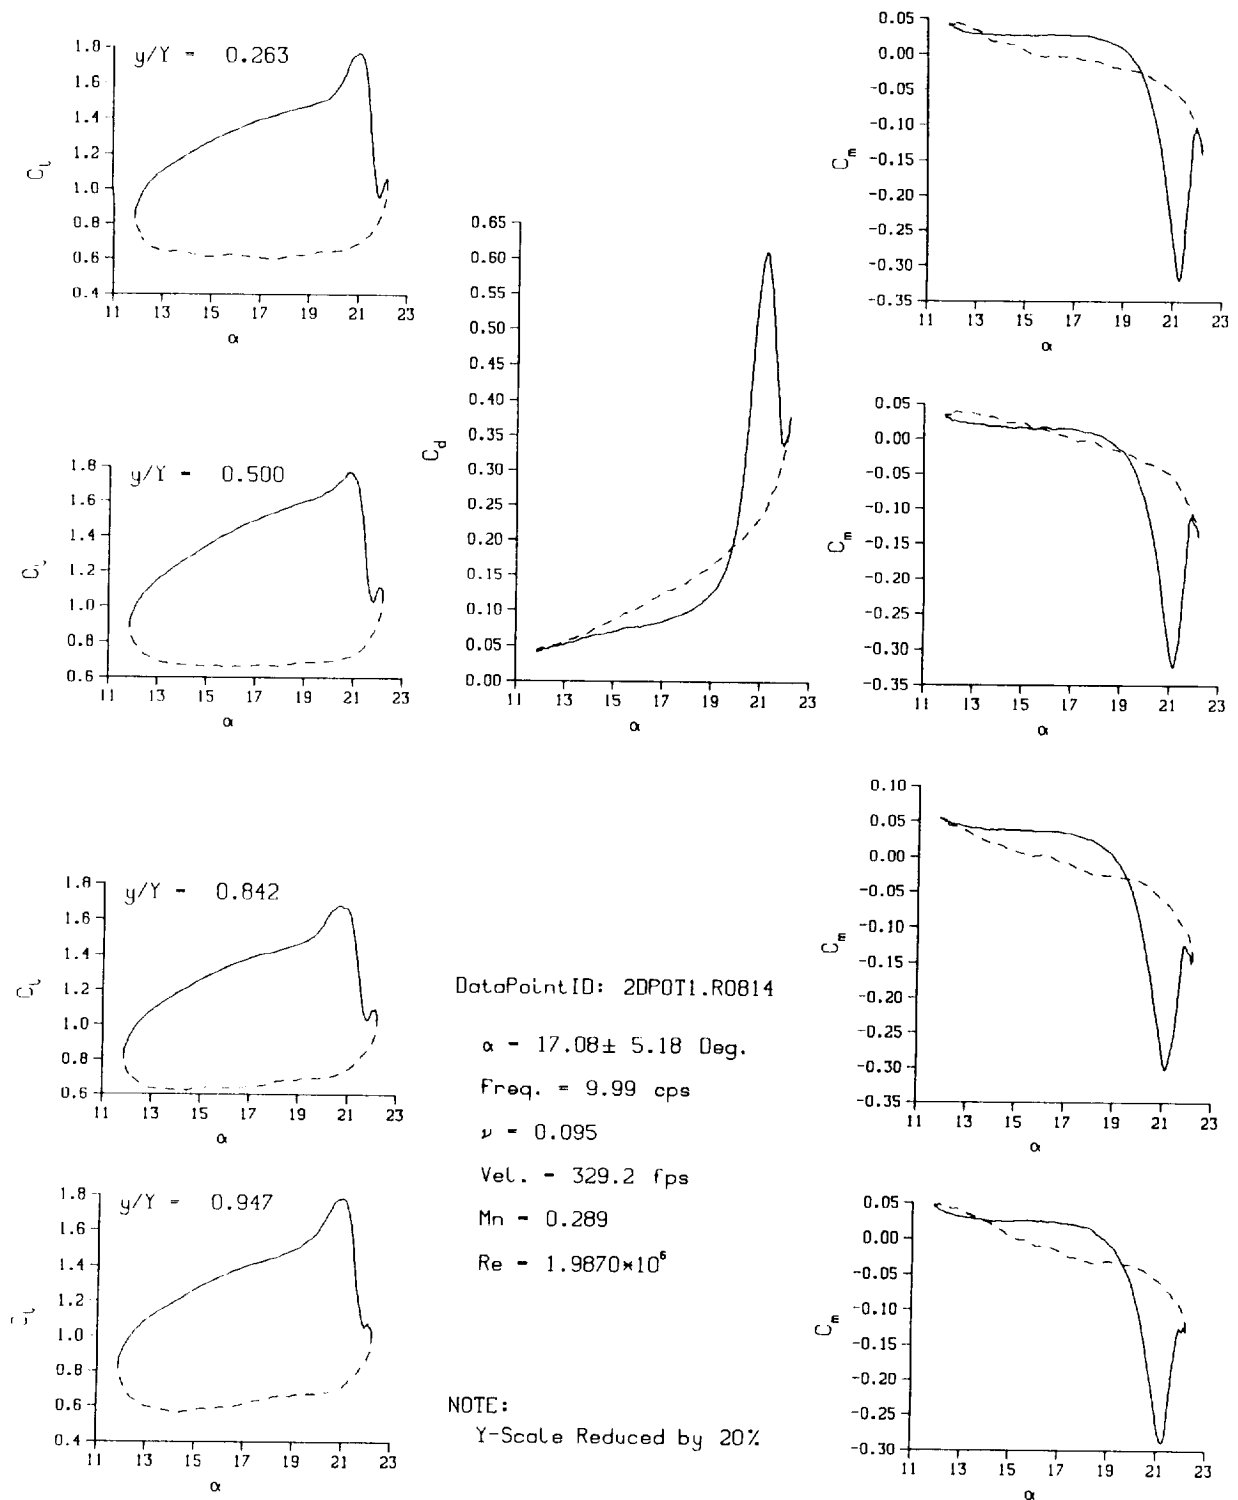 y/Y = 0.263
1.8
1.6
1.4
1.2
1.0
0.8
0.6
0.4
11 13 15 17 19 21 23
α
0.05
0.00
-0.05
-0.10
-0.15
-0.20
-0.25
-0.30
-0.35
C_m
11 13 15 17 19 21 23
α
0.65
0.60
0.55
0.50
0.45
0.40
0.35
0.30
0.25
0.20
0.15
0.10
0.05
0.00
C_d
11 13 15 17 19 21 23
α
y/Y = 0.500
1.8
1.6
1.4
1.2
1.0
0.8
0.6
11 13 15 17 19 21 23
α
0.05
0.00
-0.05
-0.10
-0.15
-0.20
-0.25
-0.30
-0.35
C_m
11 13 15 17 19 21 23
α
y/Y = 0.842
1.8
1.6
1.4
1.2
1.0
0.8
0.6
C_l
11 13 15 17 19 21 23
α
0.10
0.05
0.00
-0.05
-0.10
-0.15
-0.20
-0.25
-0.30
-0.35
C_m
11 13 15 17 19 21 23
α
DataPointID: 2DPOT1.R0814
α = 17.08± 5.18 Deg.
Freq. = 9.99 cps
ν = 0.095
Vel. = 329.2 fps
Mn = 0.289
Re = 1.9870×10⁶
NOTE:
Y-Scale Reduced by 20%
y/Y = 0.947
1.8
1.6
1.4
1.2
1.0
0.8
0.6
0.4
11 13 15 17 19 21 23
α
0.05
0.00
-0.05
-0.10
-0.15
-0.20
-0.25
-0.30
C_m
11 13 15 17 19 21 23
α